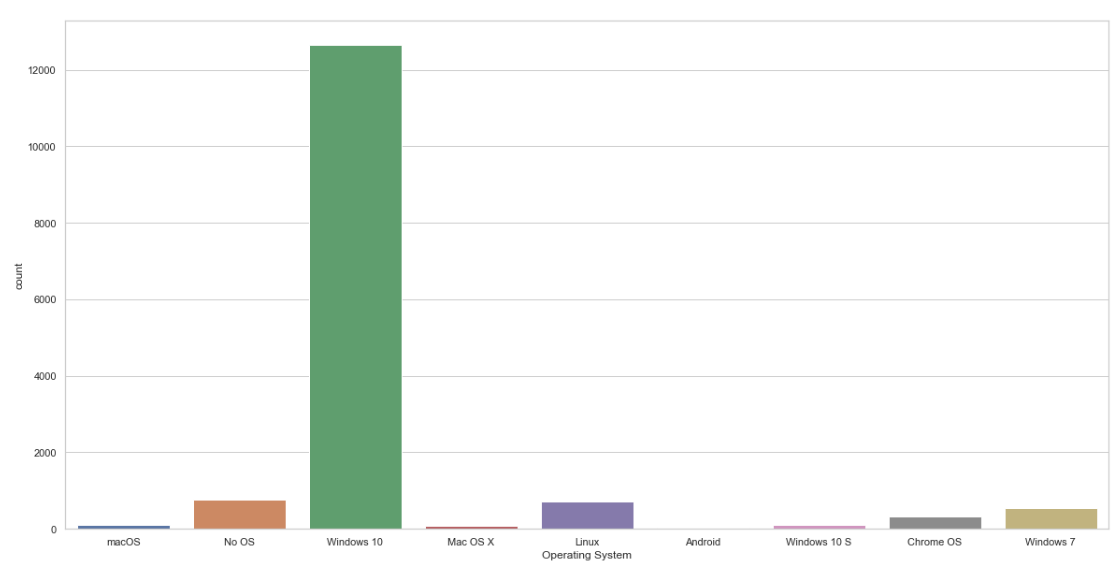 12000
10000
8000
6000
4000
2000
0
count
macOS No OS Windows 10 Mac OS X Linux Android Windows 10 S Chrome OS Windows 7
Operating System